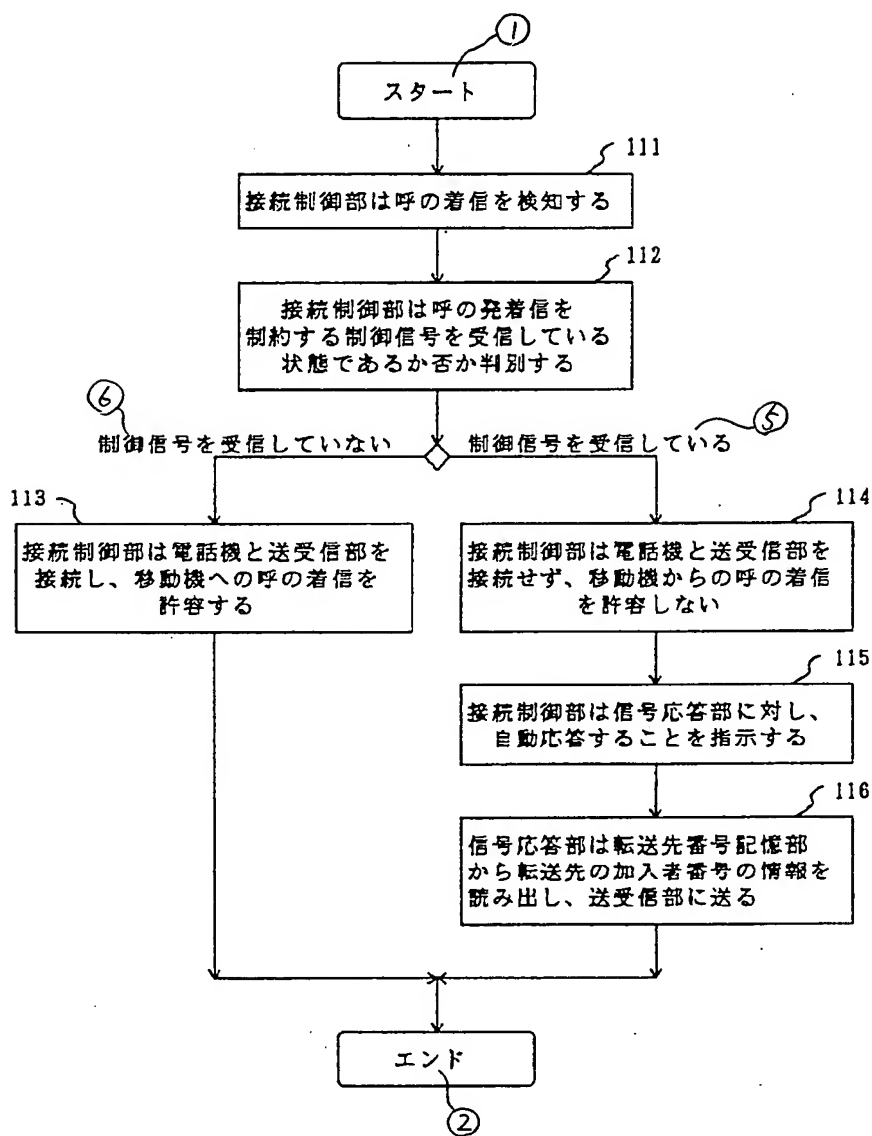 ①
スタート
111
接続制御部は呼の着信を検知する
112
接続制御部は呼の発着信を
制約する制御信号を受信している
状態であるか否か判別する
⑥
制御信号を受信していない
⑤
制御信号を受信している
113
接続制御部は電話機と送受信部を
接続し、移動機への呼の着信を
許容する
114
接続制御部は電話機と送受信部を
接続せず、移動機からの呼の着信
を許容しない
115
接続制御部は信号応答部に対し、
自動応答することを指示する
116
信号応答部は転送先番号記憶部
から転送先の加入者番号の情報を
読み出し、送受信部に送る
エンド
②